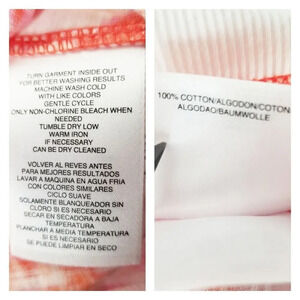 TURN GARMENT INSIDE OUT
FOR BETTER WASHING RESULTS
MACHINE WASH COLD
WITH LIKE COLORS
GENTLE CYCLE
ONLY NON-CHLORINE BLEACH WHEN
NEEDED
TUMBLE DRY LOW
WARM IRON
IF NECESSARY
CAN BE DRY CLEANED
VOLVER AL REVES ANTES
PARA MEJORES RESULTADOS
LAVAR A MAQUINA EN AGUA FRIA
CON COLORES SIMILARES
CICLO SUAVE
SOLAMENTE BLANQUEADOR SIN
CLORO SI ES NECESARIO
SECAR EN SECADORA A BAJA
TEMPERATURA
PLANCHAR A MEDIA TEMPERATURA
SI ES NECESARIO
SE PUEDE LIMPIAR EN SECO
100% COTTON/ALGODON/COTON
ALGODAO/BAUMWOLLE